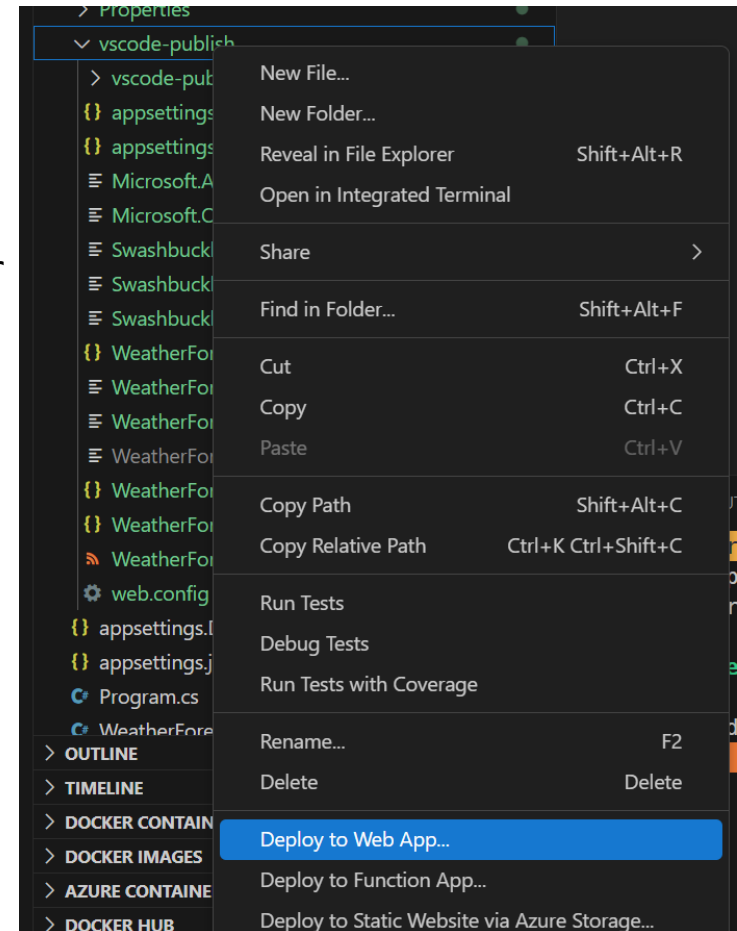 Properties
vscode-publish
vscode-pub
appsettings
appsettings
Microsoft.A
Microsoft.O
Swashbuckl
Swashbuckl
Swashbuckl
WeatherFor
WeatherFor
WeatherFor
WeatherFor
WeatherFor
WeatherFor
WeatherFor
web.config
appsettings.D
appsettings.j
Program.cs
WeatherFore
OUTLINE
TIMELINE
DOCKER CONTAIN
DOCKER IMAGES
AZURE CONTAINE
DOCKER HUB
New File...
New Folder...
Reveal in File Explorer Shift+Alt+R
Open in Integrated Terminal
Share
Find in Folder... Shift+Alt+F
Cut Ctrl+X
Copy Ctrl+C
Paste Ctrl+V
Copy Path Shift+Alt+C
Copy Relative Path Ctrl+K Ctrl+Shift+C
Run Tests
Debug Tests
Run Tests with Coverage
Rename... F2
Delete Delete
Deploy to Web App...
Deploy to Function App...
Deploy to Static Website via Azure Storage...